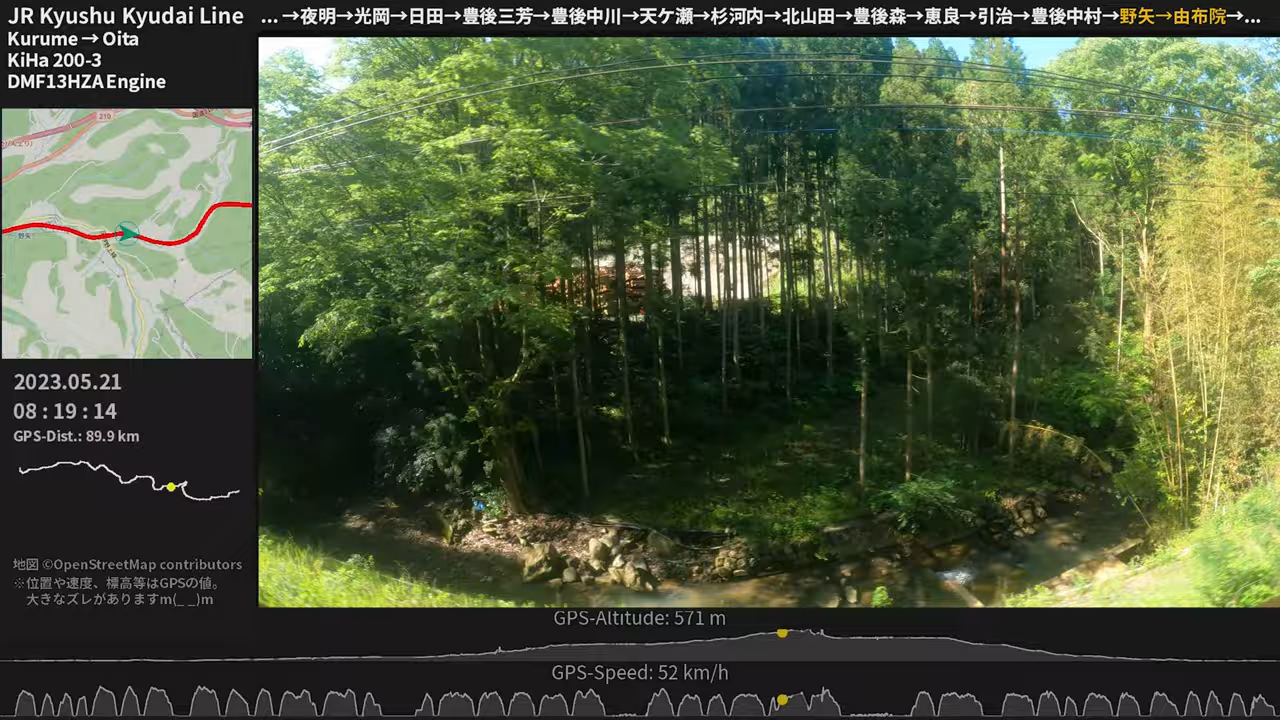 JR Kyushu Kyudai Line
Kurume → Oita
KiHa 200-3
DMF13HZA Engine
... →夜明→光岡→日田→豊後三芳→豊後中川→天ケ瀬→杉河内→北山田→豊後森→恵良→引治→豊後中村→野矢→由布院→...
210
野矢
2023.05.21
08 : 19 : 14
GPS-Dist.: 89.9 km
地図 ©OpenStreetMap contributors
※位置や速度、標高等はGPSの値。
大きなズレがありますm(_ _)m
GPS-Altitude: 571 m
GPS-Speed: 52 km/h